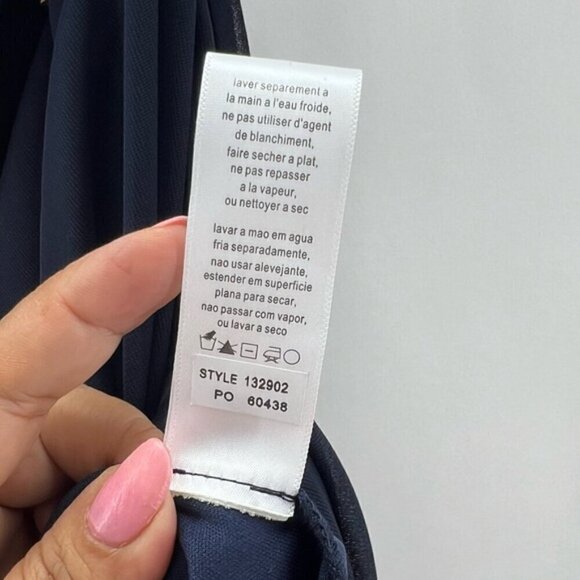 laver separement a
la main a l'eau froide,
ne pas utiliser d'agent
de blanchiment,
faire secher a plat,
ne pas repasser
a la vapeur,
ou nettoyer a sec
lavar a mao em agua
fria separadamente,
nao usar alevejante,
estender em superficie
plana para secar,
nao passar com vapor,
ou lavar a seco
STYLE 132902
PO 60438